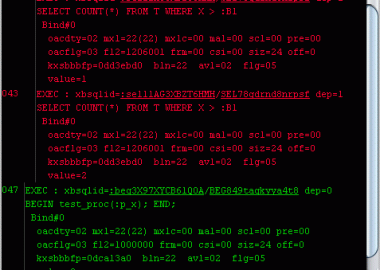 SELECT COUNT(*) FROM T WHERE X > :B1
Bind#0
oacdty=02 mxl=22(22) mxlc=00 mal=00 scl=00 pre=00
oacflg=03 fl2=1206001 frm=00 csi=00 siz=24 off=0
kxsbbbfp=0dd3ebd0 bln=22 avl=02 flg=05
value=1
043 EXEC : xbsqlid=:sel11AG3XBZT6HMH/SEL78qdrnd8nrpsf dep=1
SELECT COUNT(*) FROM T WHERE X > :B1
Bind#0
oacdty=02 mxl=22(22) mxlc=00 mal=00 scl=00 pre=00
oacflg=03 fl2=1206001 frm=00 csi=00 siz=24 off=0
kxsbbbfp=0dd3ebd0 bln=22 avl=02 flg=05
value=2
047 EXEC : xbsqlid=:beg3X97XYCB61Q0A/BEG849taqkyva4t8 dep=0
BEGIN test_proc(:p_x); END;
Bind#0
oacdty=02 mxl=22(22) mxlc=00 mal=00 scl=00 pre=00
oacflg=03 fl2=1000000 frm=00 csi=00 siz=24 off=0
kxsbbbfp=0dca13a0 bln=22 avl=02 flg=05